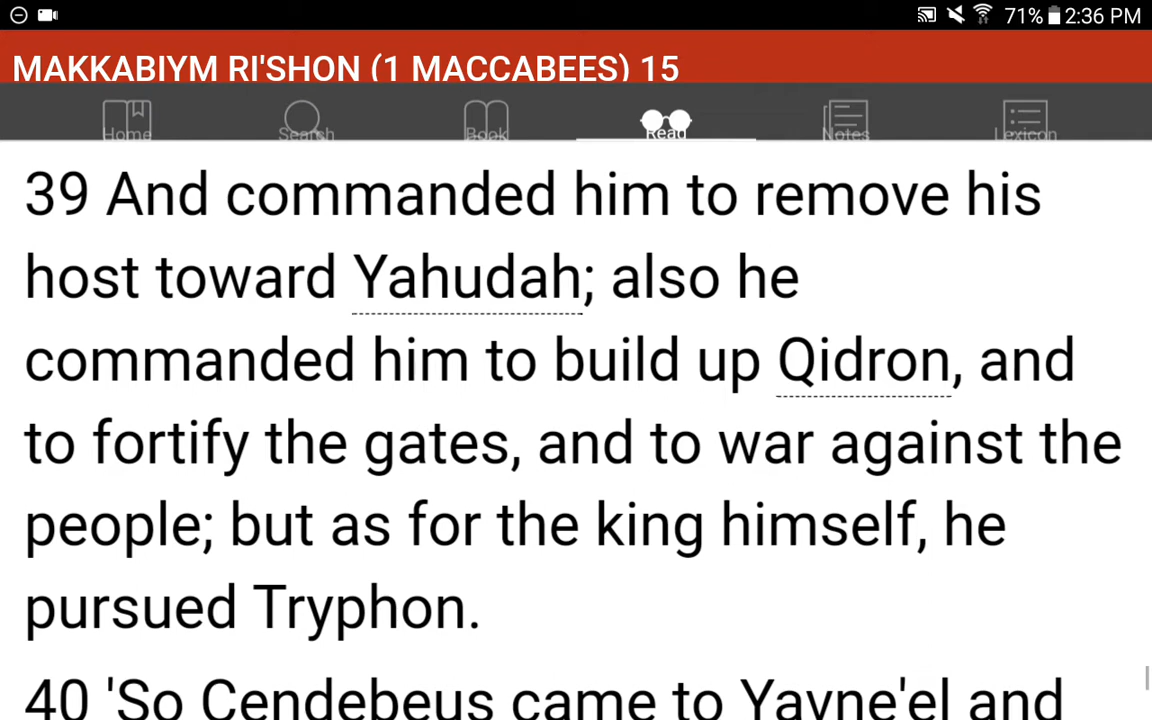 71% 2:36 PM
MAKKABIYM RI'SHON (1 MACCABEES) 15
Home Search Book Read Notes Lexicon
39 And commanded him to remove his
host toward Yahudah; also he
commanded him to build up Qidron, and
to fortify the gates, and to war against the
people; but as for the king himself, he
pursued Tryphon.
40 'So Cendebeus came to Yavne'el and